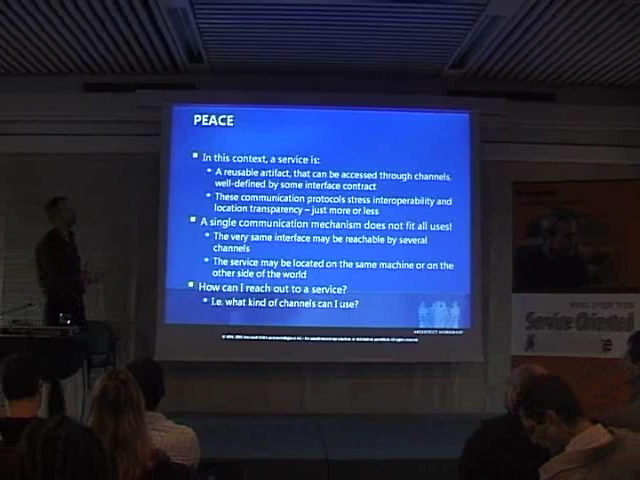 PEACE
In this context, a service is:
A reusable artifact, that can be accessed through channels,
well-defined by some interface contract
These communication protocols stress interoperability and
location transparency – just more or less
A single communication mechanism does not fit all uses!
The very same interface may be reachable by several
channels
The service may be located on the same machine or on the
other side of the world
How can I reach out to a service?
I.e. what kind of channels can I use?
ARCHITECT WORKSHOP
Service Oriented